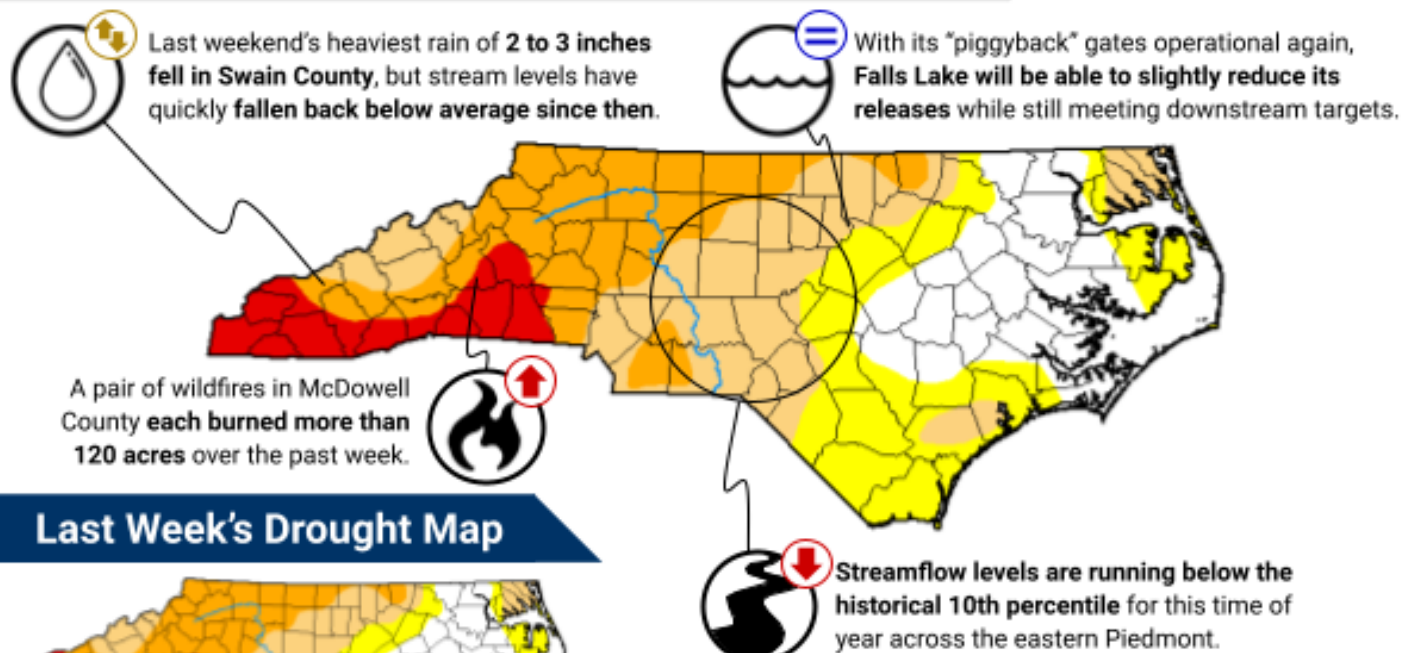 Last weekend's heaviest rain of 2 to 3 inches
fell in Swain County, but stream levels have
quickly fallen back below average since then.
With its “piggyback” gates operational again,
Falls Lake will be able to slightly reduce its
releases while still meeting downstream targets.
A pair of wildfires in McDowell
County each burned more than
120 acres over the past week.
Last Week's Drought Map
Streamflow levels are running below the
historical 10th percentile for this time of
year across the eastern Piedmont.